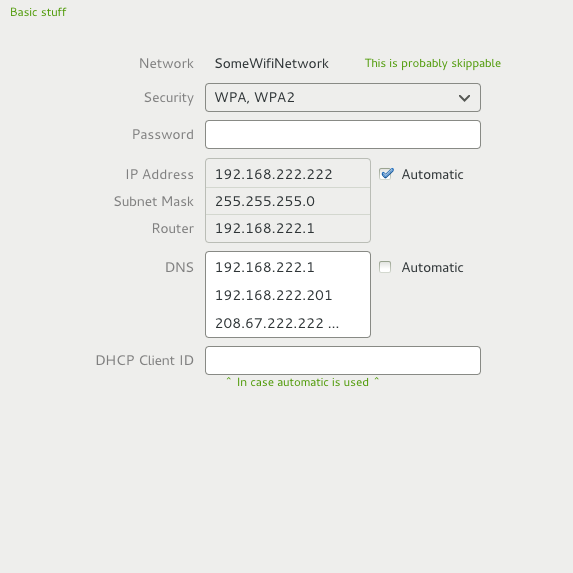 Basic stuff
Network SomeWifiNetwork This is probably skippable
Security WPA, WPA2
Password
IP Address 192.168.222.222 Automatic
Subnet Mask 255.255.255.0
Router 192.168.222.1
DNS 192.168.222.1 Automatic
192.168.222.201
208.67.222.222 ...
DHCP Client ID
ˆ In case automatic is used ˆ